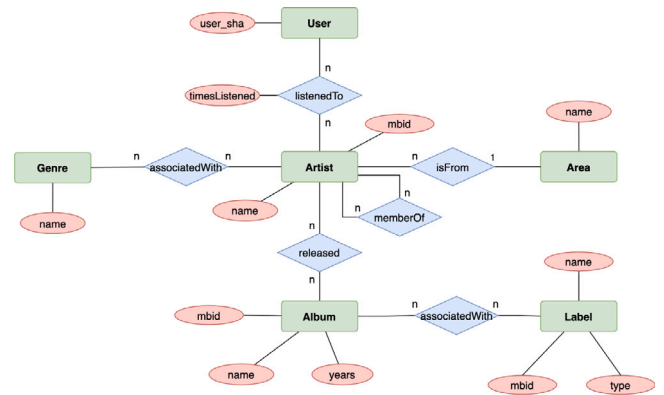 user_sha
User
n
timesListened
listenedTo
n
mbid
name
Genre
n
associatedWith
n
Artist
n
isFrom
1
Area
name
name
n
n
memberOf
n
released
n
name
mbid
Album
n
associatedWith
n
Label
name
years
mbid
type